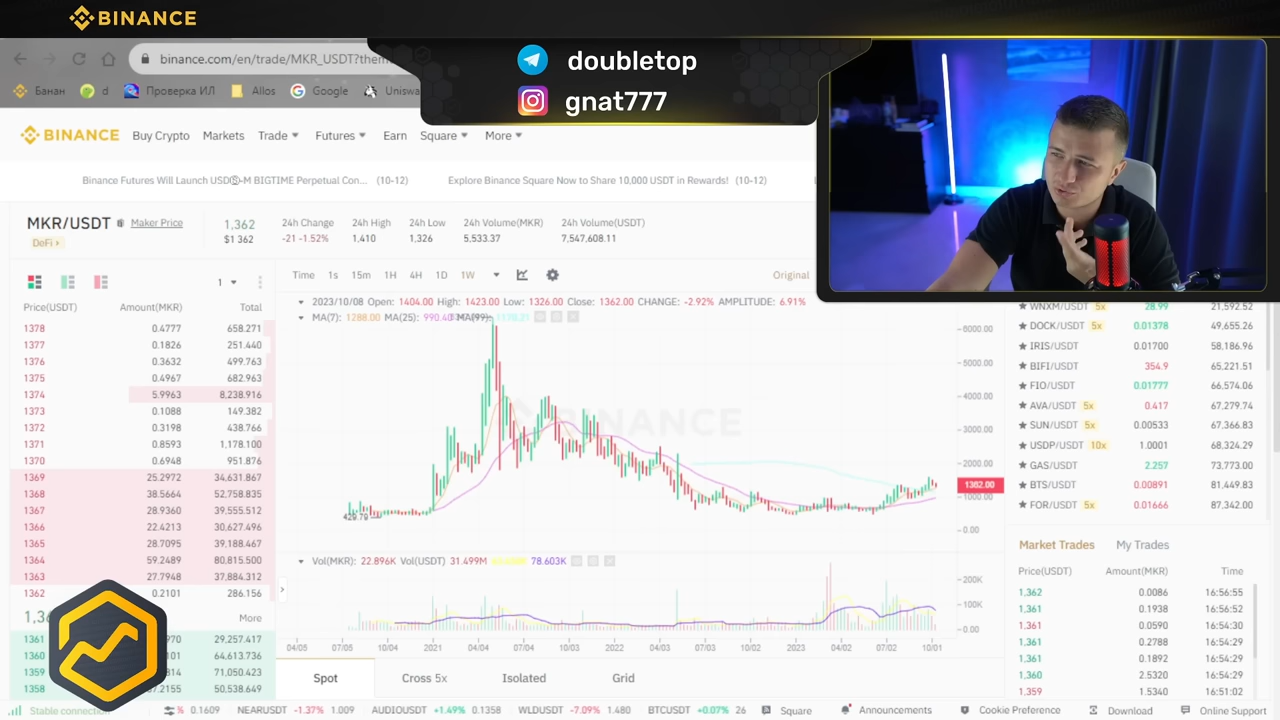 BINANCE
binance.com/en/trade/MKR_USDT?them
doubletop
gnat777
Банан
d
Проверка ИЛ
Allos
Google
Uniswa
BINANCE
Buy Crypto Markets Trade Futures Earn Square More
Binance Futures Will Launch USDⓈ-M BIGTIME Perpetual Con... (10-12)
Explore Binance Square Now to Share 10,000 USDT in Rewards! (10-12)
MKR/USDT Maker Price
DeFi
1,362
$1 362
24h Change 24h High 24h Low 24h Volume(MKR) 24h Volume(USDT)
-21 -1.52% 1,410 1,326 5,533.37 7,547,608.11
1
Price(USDT) Amount(MKR) Total
1378 0.4777 658.271
1377 0.1826 251.440
1376 0.3632 499.763
1375 0.4967 682.963
1374 5.9963 8,238.916
1373 0.1088 149.382
1372 0.3198 438.766
1371 0.8593 1,178.100
1370 0.6948 951.876
1369 25.2972 34,631.867
1368 38.5664 52,758.835
1367 28.9360 39,555.512
1366 22.4213 30,627.496
1365 28.7095 39,188.467
1364 59.2489 80,815.500
1363 27.7948 37,884.312
1362 0.2101 286.156
1,36 More
1361 970 29,257.417
1360 101 64,613.736
1359 814 71,050.423
1358 37.2155 50,538.649
Time 1s 15m 1H 4H 1D 1W Original
2023/10/08 Open: 1404.00 High: 1423.00 Low: 1326.00 Close: 1362.00 CHANGE: -2.92% AMPLITUDE: 6.91%
MA(7): 1288.00 MA(25): 990.40 MA(99):
BINANCE
6000.00
5000.00
4000.00
3000.00
2000.00
1362.00
1000.00
0.00
Vol(MKR): 22.896K Vol(USDT) 31.499M 78.603K
200K
100K
0.00
04/05 07/05 10/04 2021 04/04 07/04 10/03 2022 04/03 07/03 10/02 2023 04/02 07/02 10/01
Spot Cross 5x Isolated Grid
WNXM/USDT 5x 28.99 21,592.52
DOCK/USDT 5x 0.01378 49,655.26
IRIS/USDT 0.01700 58,186.96
BIFI/USDT 354.9 65,221.51
FIO/USDT 0.01777 66,574.06
AVA/USDT 5x 0.417 67,279.74
SUN/USDT 5x 0.00533 67,366.83
USDP/USDT 10x 1.0001 68,324.29
GAS/USDT 2.257 73,773.00
BTS/USDT 0.00891 81,449.83
FOR/USDT 5x 0.01666 87,342.00
Market Trades My Trades
Price(USDT) Amount(MKR) Time
1,362 0.0086 16:56:55
1,361 0.1938 16:56:52
1,361 0.0590 16:54:30
1,361 0.2788 16:54:29
1,361 0.1892 16:54:29
1,360 2.5320 16:54:29
1,359 1.5340 16:51:02
Stable connection % 0.1609 NEARUSDT -1.37% 1.009 AUDIOUSDT +1.49% 0.1358 WLDUSDT -7.09% 1.480 BTCUSDT +0.07% 26 Square Announcements Cookie Preference Download Online Support